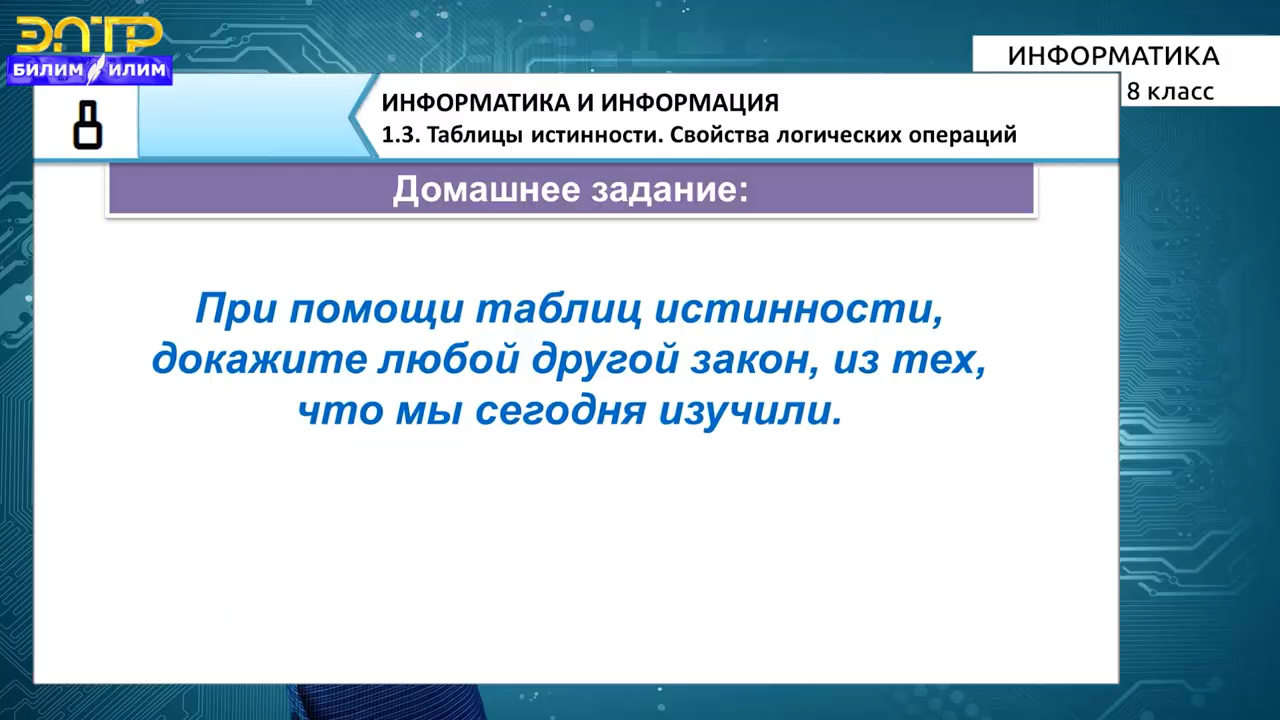 ЭЛТР
БИЛИМ ИЛИМ
ИНФОРМАТИКА
8 класс
8
ИНФОРМАТИКА И ИНФОРМАЦИЯ
1.3. Таблицы истинности. Свойства логических операций
Домашнее задание:
При помощи таблиц истинности,
докажите любой другой закон, из тех,
что мы сегодня изучили.